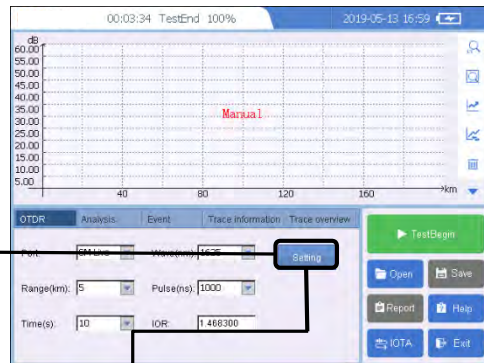 00:03:34 TestEnd 100% 2019-05-13 16:59
dB
60.00
55.00
50.00
45.00
40.00
35.00
30.00
25.00
20.00
15.00
10.00
5.00
Manual
40 80 120 160 km
OTDR Analysis Event Trace information Trace overview
Port: SM Live Wave(nm): 1625 Setting
Range(km): 5 Pulse(ns): 1000
Time(s): 10 IOR: 1.468300
TestBegin
Open Save
Report Help
IOTA Exit